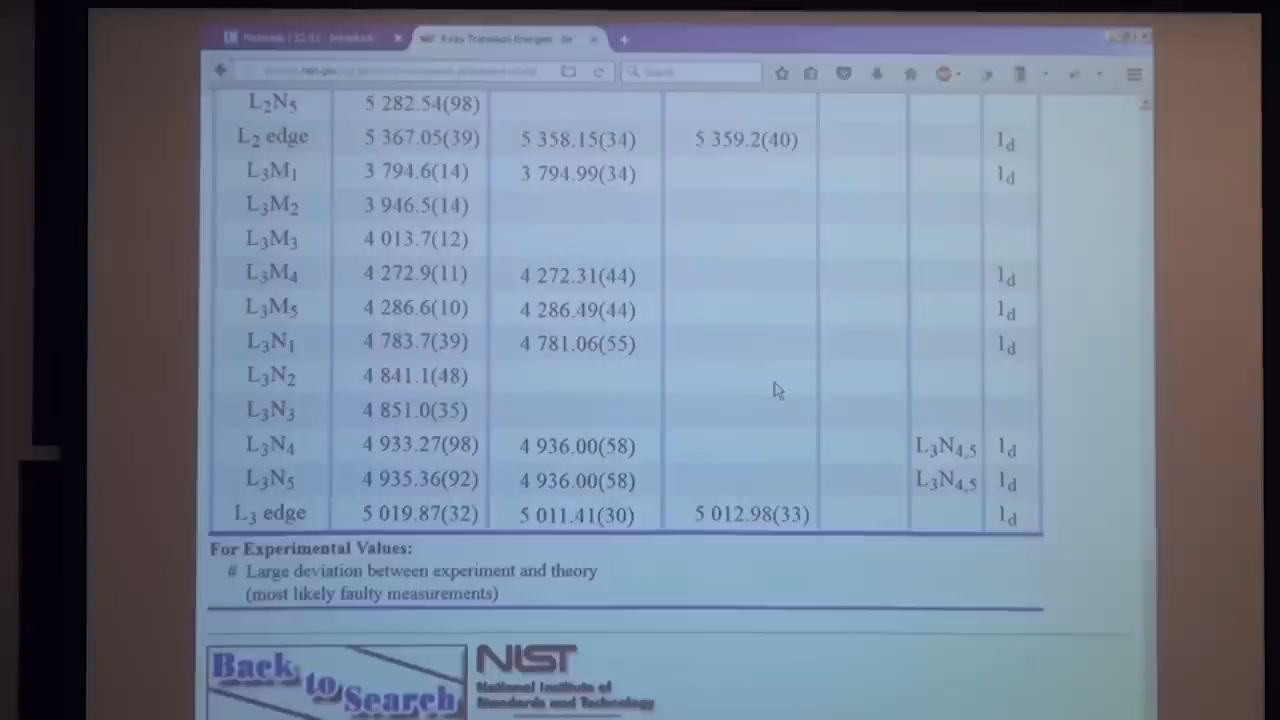 L2N5 5 282.54(98)
L2 edge 5 367.05(39) 5 358.15(34) 5 359.2(40) 1d
L3M1 3 794.6(14) 3 794.99(34) 1d
L3M2 3 946.5(14)
L3M3 4 013.7(12)
L3M4 4 272.9(11) 4 272.31(44) 1d
L3M5 4 286.6(10) 4 286.49(44) 1d
L3N1 4 783.7(39) 4 781.06(55) 1d
L3N2 4 841.1(48)
L3N3 4 851.0(35)
L3N4 4 933.27(98) 4 936.00(58) L3N4,5 1d
L3N5 4 935.36(92) 4 936.00(58) L3N4,5 1d
L3 edge 5 019.87(32) 5 011.41(30) 5 012.98(33) 1d
For Experimental Values:
# Large deviation between experiment and theory
(most likely faulty measurements)
Back to Search
NIST
National Institute of
Standards and Technology